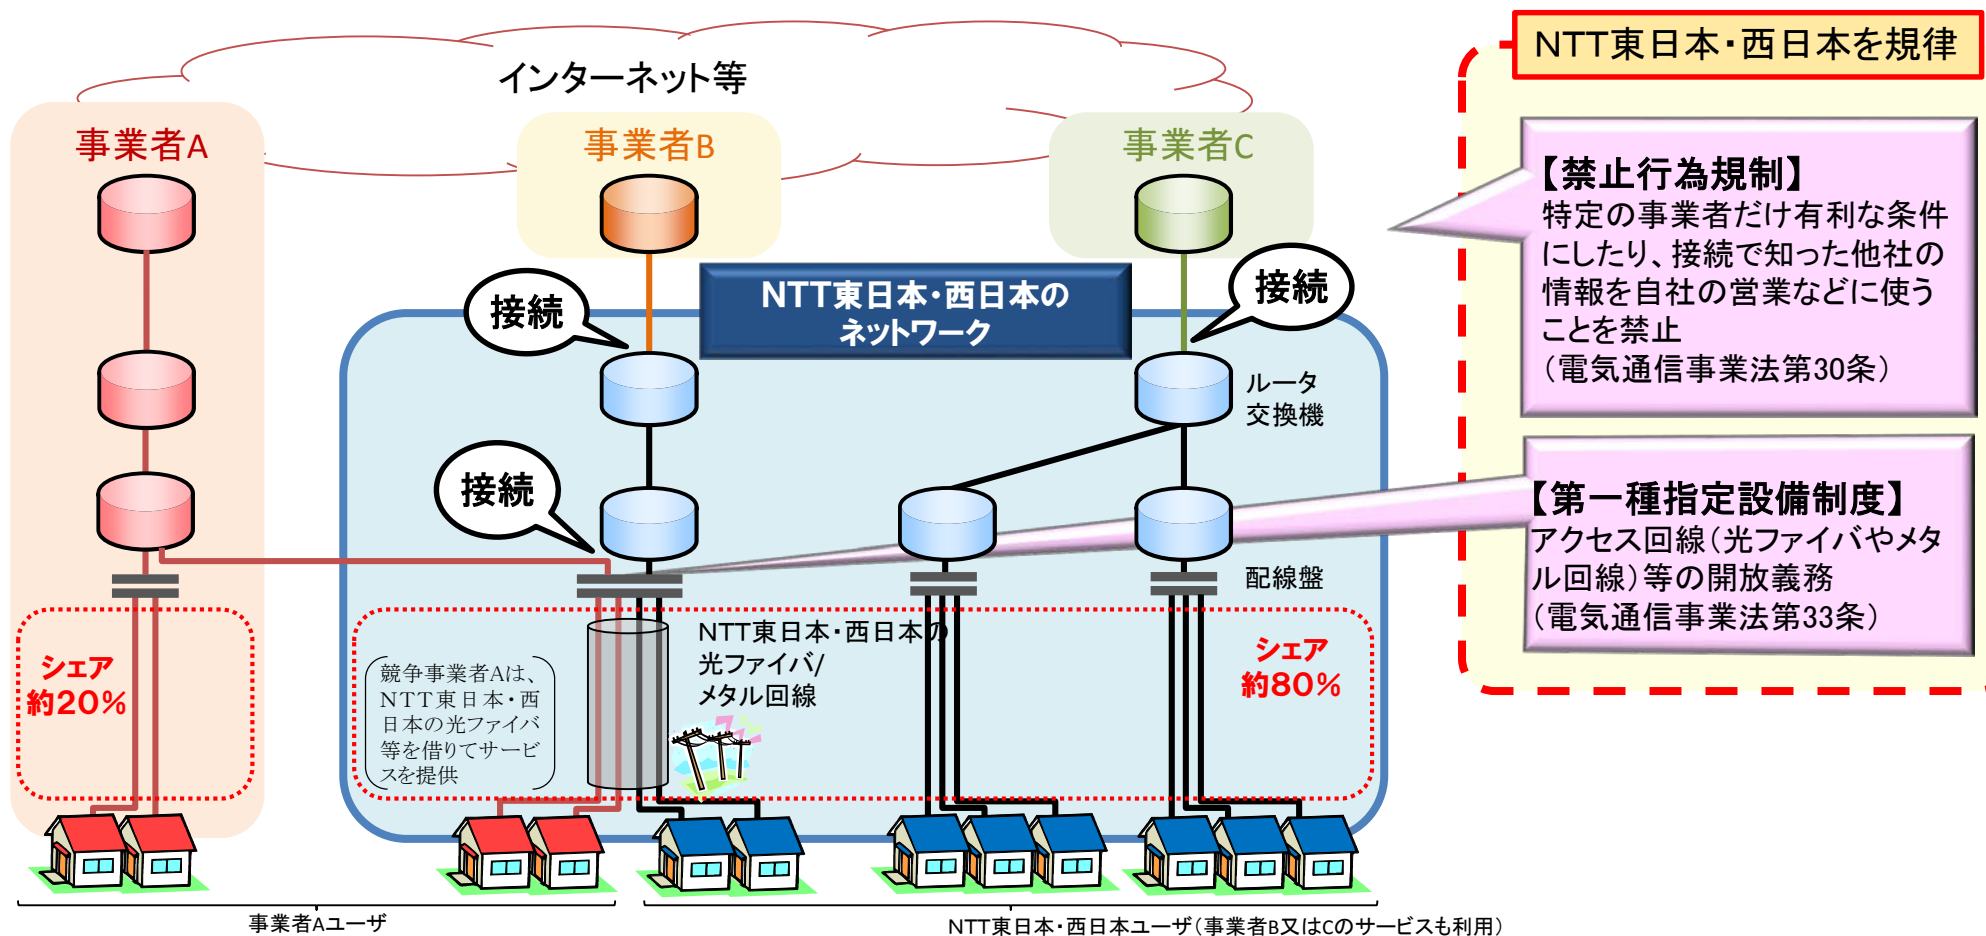 インターネット等
NTT東日本・西日本を規律
事業者A
事業者B
事業者C
【禁止行為規制】
特定の事業者だけ有利な条件
にしたり、接続で知った他社の
情報を自社の営業などに使う
ことを禁止
（電気通信事業法第30条）
接続
NTT東日本・西日本の
ネットワーク
接続
ルータ
交換機
接続
【第一種指定設備制度】
アクセス回線（光ファイバやメタ
ル回線）等の開放義務
（電気通信事業法第33条）
配線盤
シェア
約20%
競争事業者Aは、
NTT東日本・西
日本の光ファイバ
等を借りてサービ
スを提供
NTT東日本・西日本の
光ファイバ/
メタル回線
シェア
約80%
事業者Aユーザ
NTT東日本・西日本ユーザ（事業者B又はCのサービスも利用）